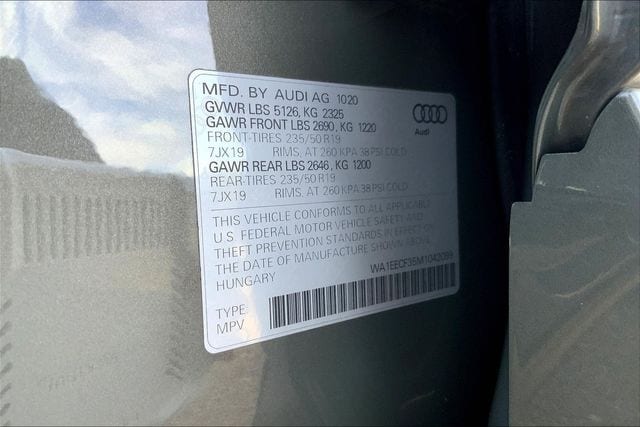 MFD. BY AUDI AG 1020
GVWR LBS 5126, KG 2325
GAWR FRONT LBS 2690, KG 1220
FRONT-TIRES 235/50 R19
7JX19 RIMS, AT 260 KPA 38 PSI COLD
GAWR REAR LBS 2646, KG 1200
REAR-TIRES 235/50 R19
7JX19 RIMS, AT 260 KPA 38 PSI COLD
Audi
THIS VEHICLE CONFORMS TO ALL APPLICABLE
U.S. FEDERAL MOTOR VEHICLE SAFETY AND
THEFT PREVENTION STANDARDS IN EFFECT ON
THE DATE OF MANUFACTURE SHOWN ABOVE.
HUNGARY
WA1EECF35M1042099
TYPE:
MPV